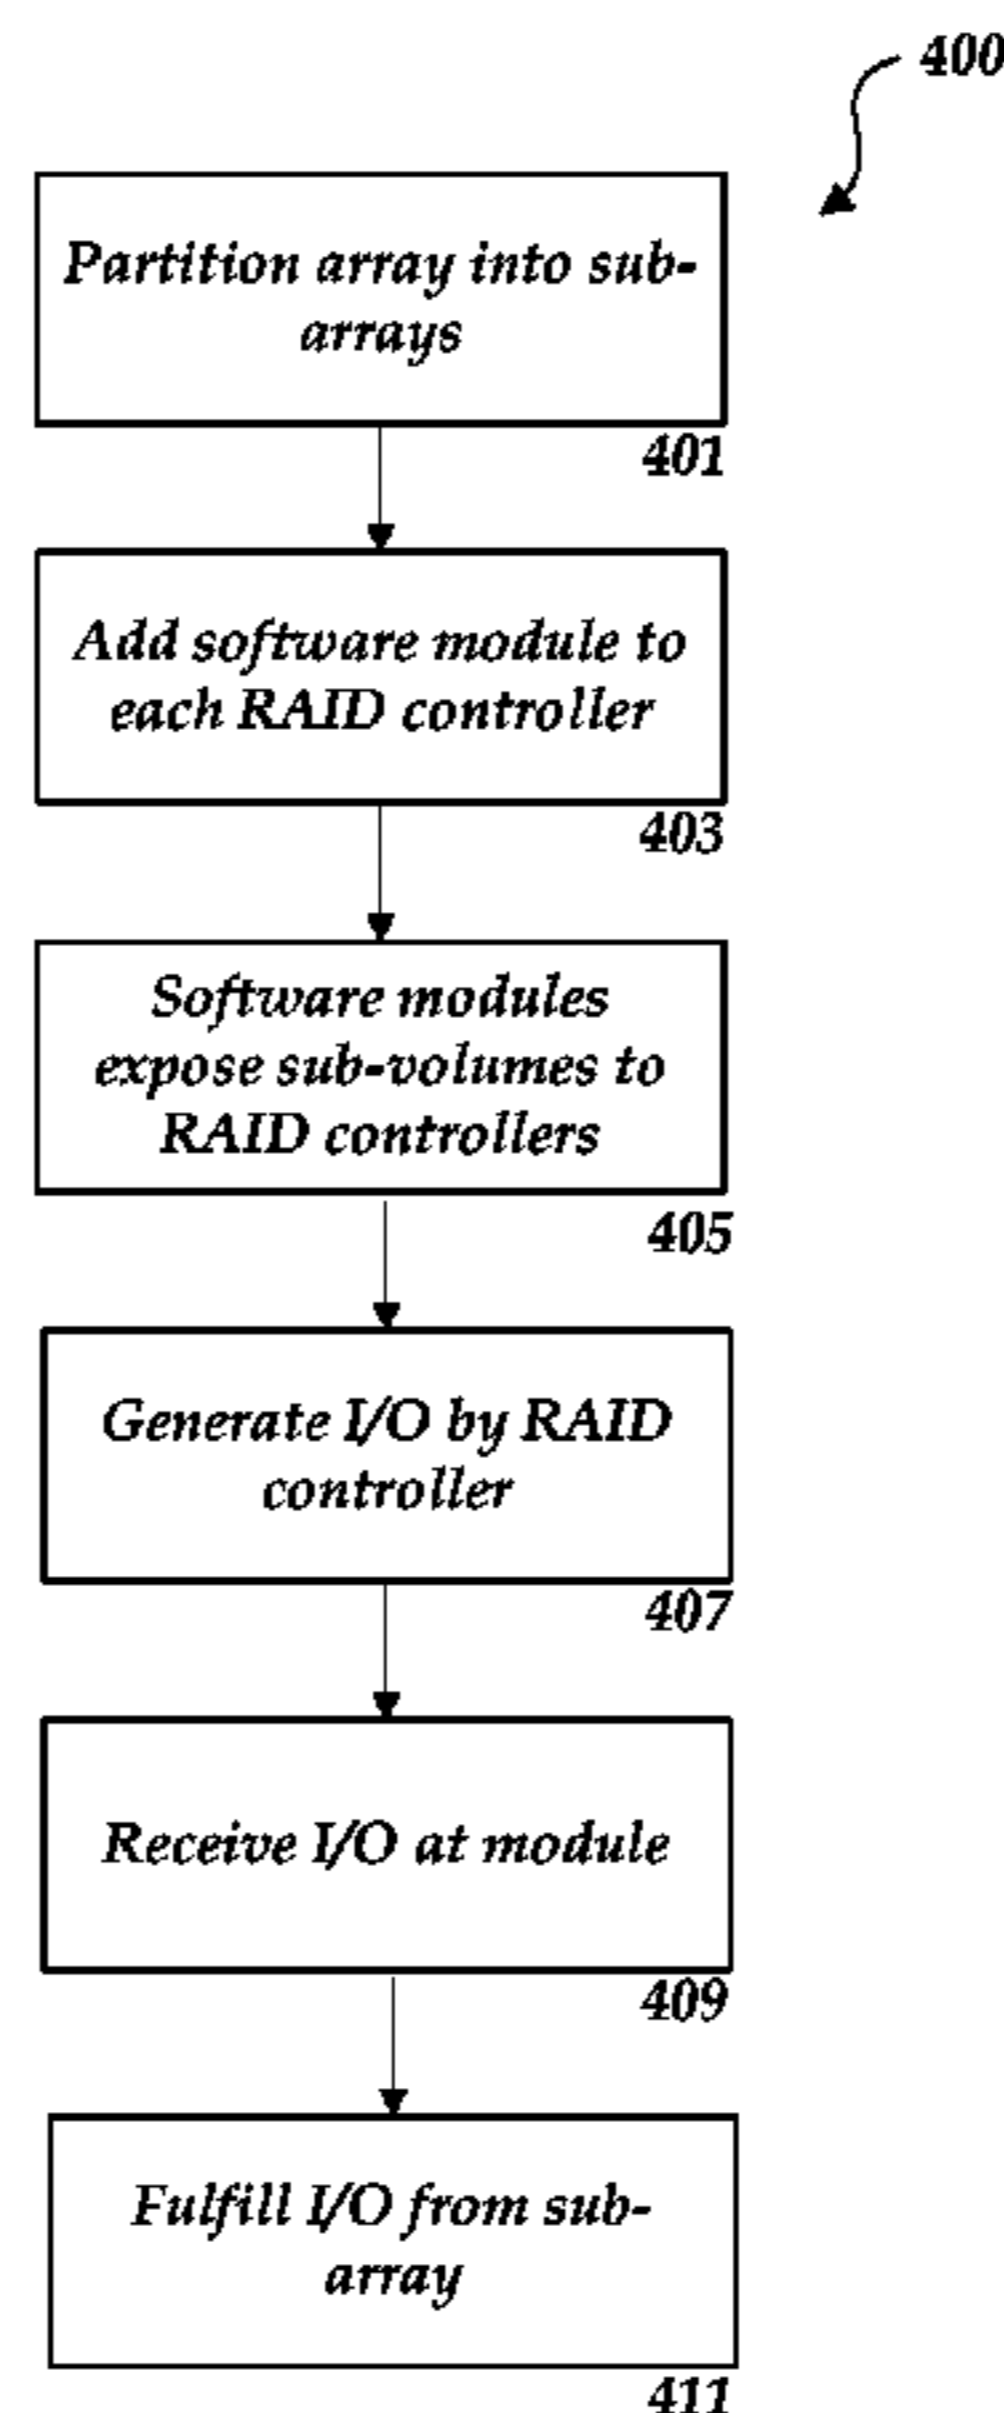 400
Partition array into sub-
arrays
401
Add software module to
each RAID controller
403
Software modules
expose sub-volumes to
RAID controllers
405
Generate I/O by RAID
controller
407
Receive I/O at module
409
Fulfill I/O from sub-
array
411